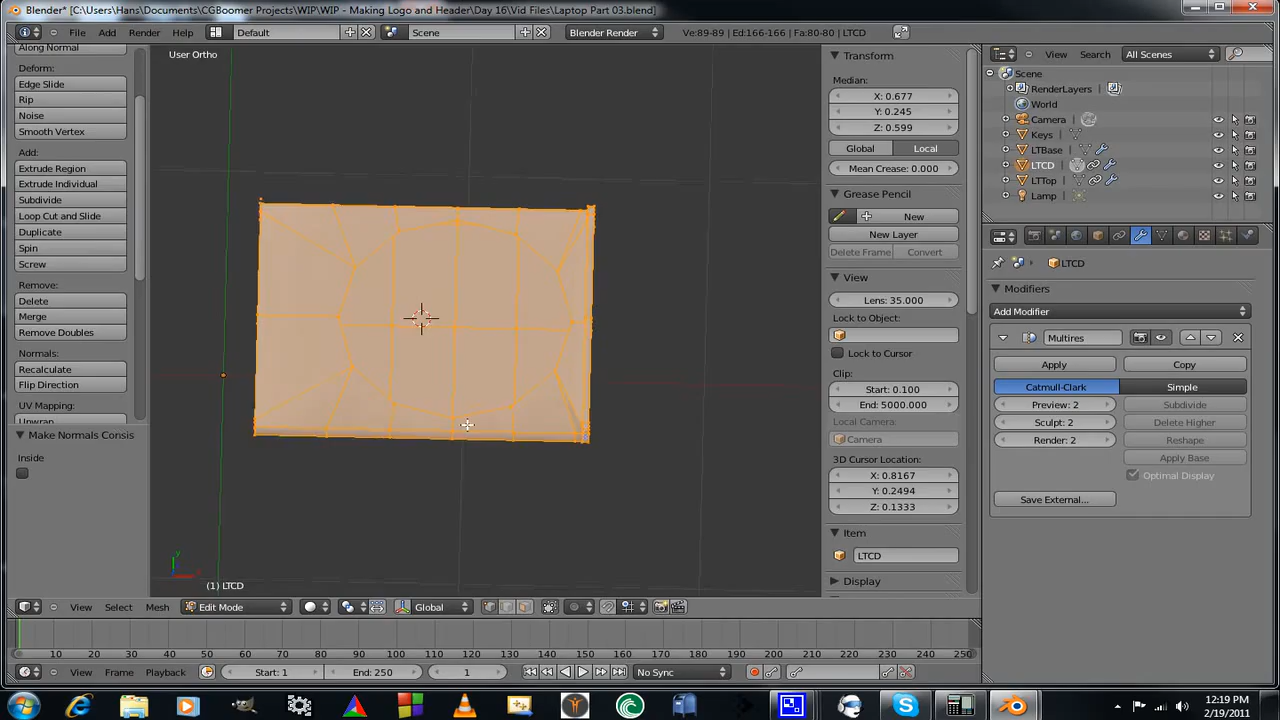 Blender* [C:\Users\Hans\Documents\CGBoomer Projects\WIP\WIP - Making Logo and Header\Day 16\Vid Files\Laptop Part 03.blend]
File Add Render Help Default Scene Blender Render Ve:89-89 | Ed:166-166 | Fa:80-80 | LTCD View Search All Scenes
Along Normal
Deform:
Edge Slide
Rip
Noise
Smooth Vertex
Add:
Extrude Region
Extrude Individual
Subdivide
Loop Cut and Slide
Duplicate
Spin
Screw
Remove:
Delete
Merge
Remove Doubles
Normals:
Recalculate
Flip Direction
UV Mapping:
Unwrap
Make Normals Consis
Inside
User Ortho
(1) LTCD
Transform
Median:
X: 0.677
Y: 0.245
Z: 0.599
Global Local
Mean Crease: 0.000
Grease Pencil
New
New Layer
Delete Frame Convert
View
Lens: 35.000
Lock to Object:
Lock to Cursor
Clip:
Start: 0.100
End: 5000.000
Local Camera:
Camera
3D Cursor Location:
X: 0.8167
Y: 0.2494
Z: 0.1333
Item
LTCD
Display
Scene
RenderLayers
World
Camera
Keys
LTBase
LTCD
LTTop
Lamp
LTCD
Modifiers
Add Modifier
Multires
Apply Copy
Catmull-Clark Simple
Preview: 2 Subdivide
Sculpt: 2 Delete Higher
Render: 2 Reshape
Apply Base
Optimal Display
Save External...
View Select Mesh Edit Mode Global
10 20 30 40 50 60 70 80 90 100 110 120 130 140 150 160 170 180 190 200 210 220 230 240 250
View Frame Playback Start: 1 End: 250 1 No Sync
12:19 PM
2/19/2011